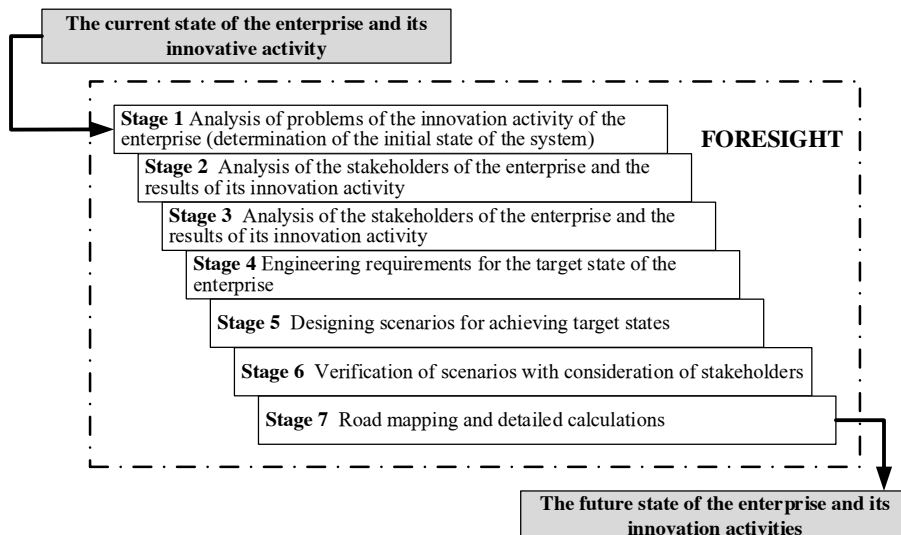 The current state of the enterprise and its
innovative activity
Stage 1 Analysis of problems of the innovation activity of the
enterprise (determination of the initial state of the system)
FORESIGHT
Stage 2 Analysis of the stakeholders of the enterprise and the
results of its innovation activity
Stage 3 Analysis of the stakeholders of the enterprise and the
results of its innovation activity
Stage 4 Engineering requirements for the target state of the
enterprise
Stage 5 Designing scenarios for achieving target states
Stage 6 Verification of scenarios with consideration of stakeholders
Stage 7 Road mapping and detailed calculations
The future state of the enterprise and its
innovation activities